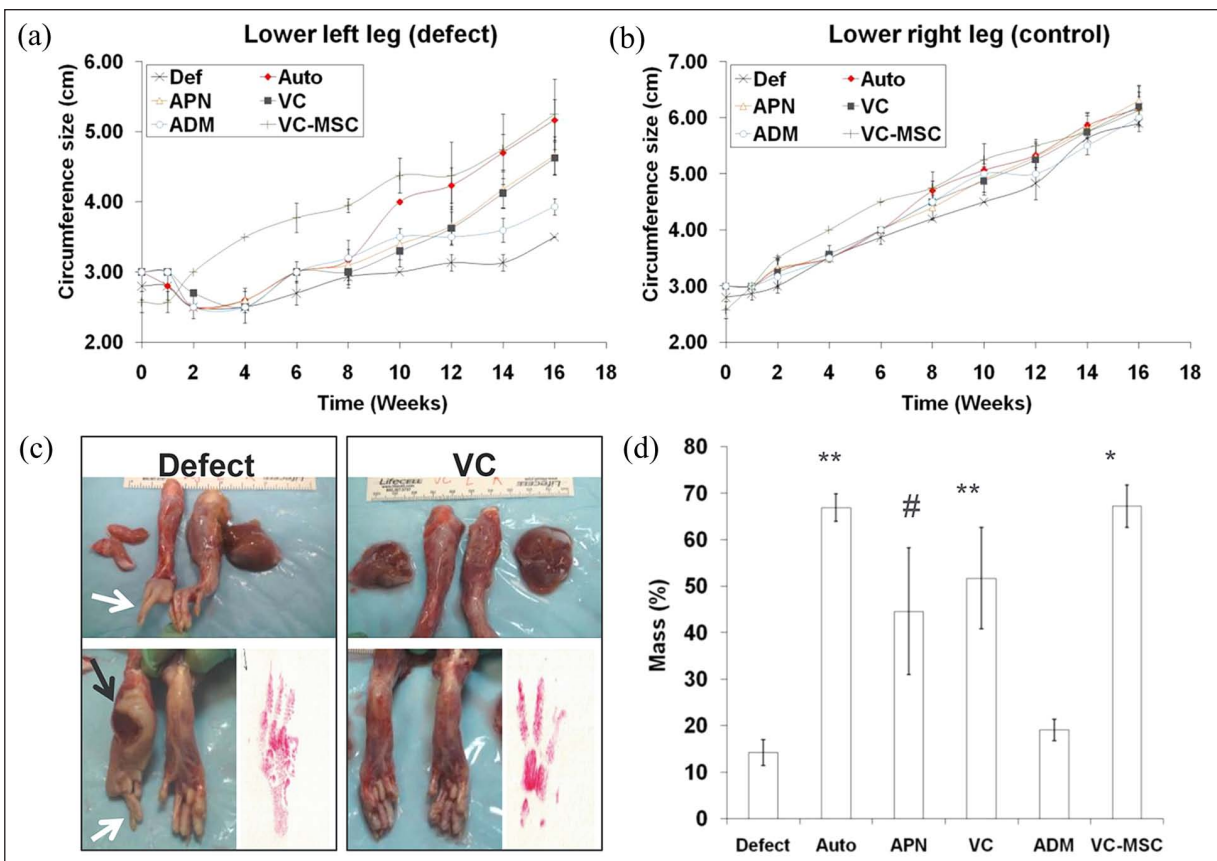 (a)
Lower left leg (defect)
6.00
5.00
4.00
3.00
2.00
Circumference size (cm)
Def
Auto
APN
VC
ADM
VC-MSC
0 2 4 6 8 10 12 14 16 18
Time (Weeks)
(b)
Lower right leg (control)
7.00
6.00
5.00
4.00
3.00
2.00
Circumference size (cm)
Def
Auto
APN
VC
ADM
VC-MSC
0 2 4 6 8 10 12 14 16 18
Time (Weeks)
(c)
Defect
Lifecell
VC
Lifecell
(d)
80
70
60
50
40
30
20
10
0
Mass (%)
**
#
**
*
Defect Auto APN VC ADM VC-MSC